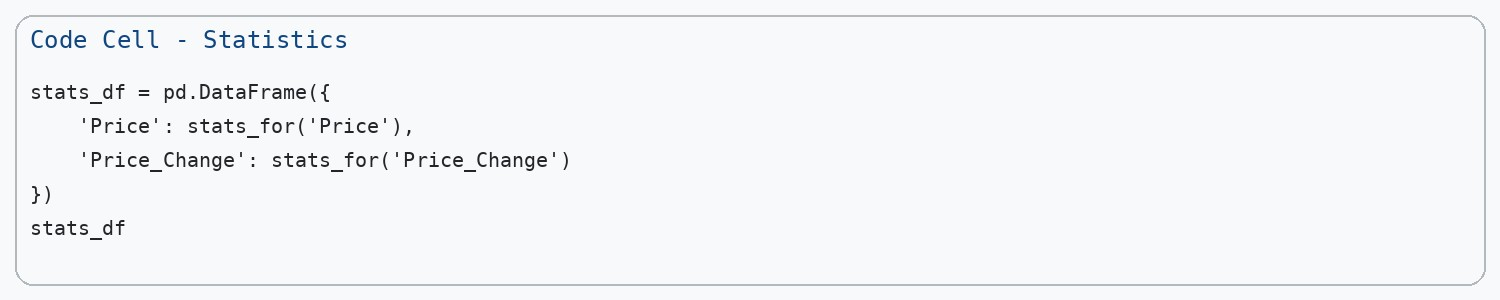 Code Cell - Statistics
stats_df = pd.DataFrame({
    'Price': stats_for('Price'),
    'Price_Change': stats_for('Price_Change')
})
stats_df